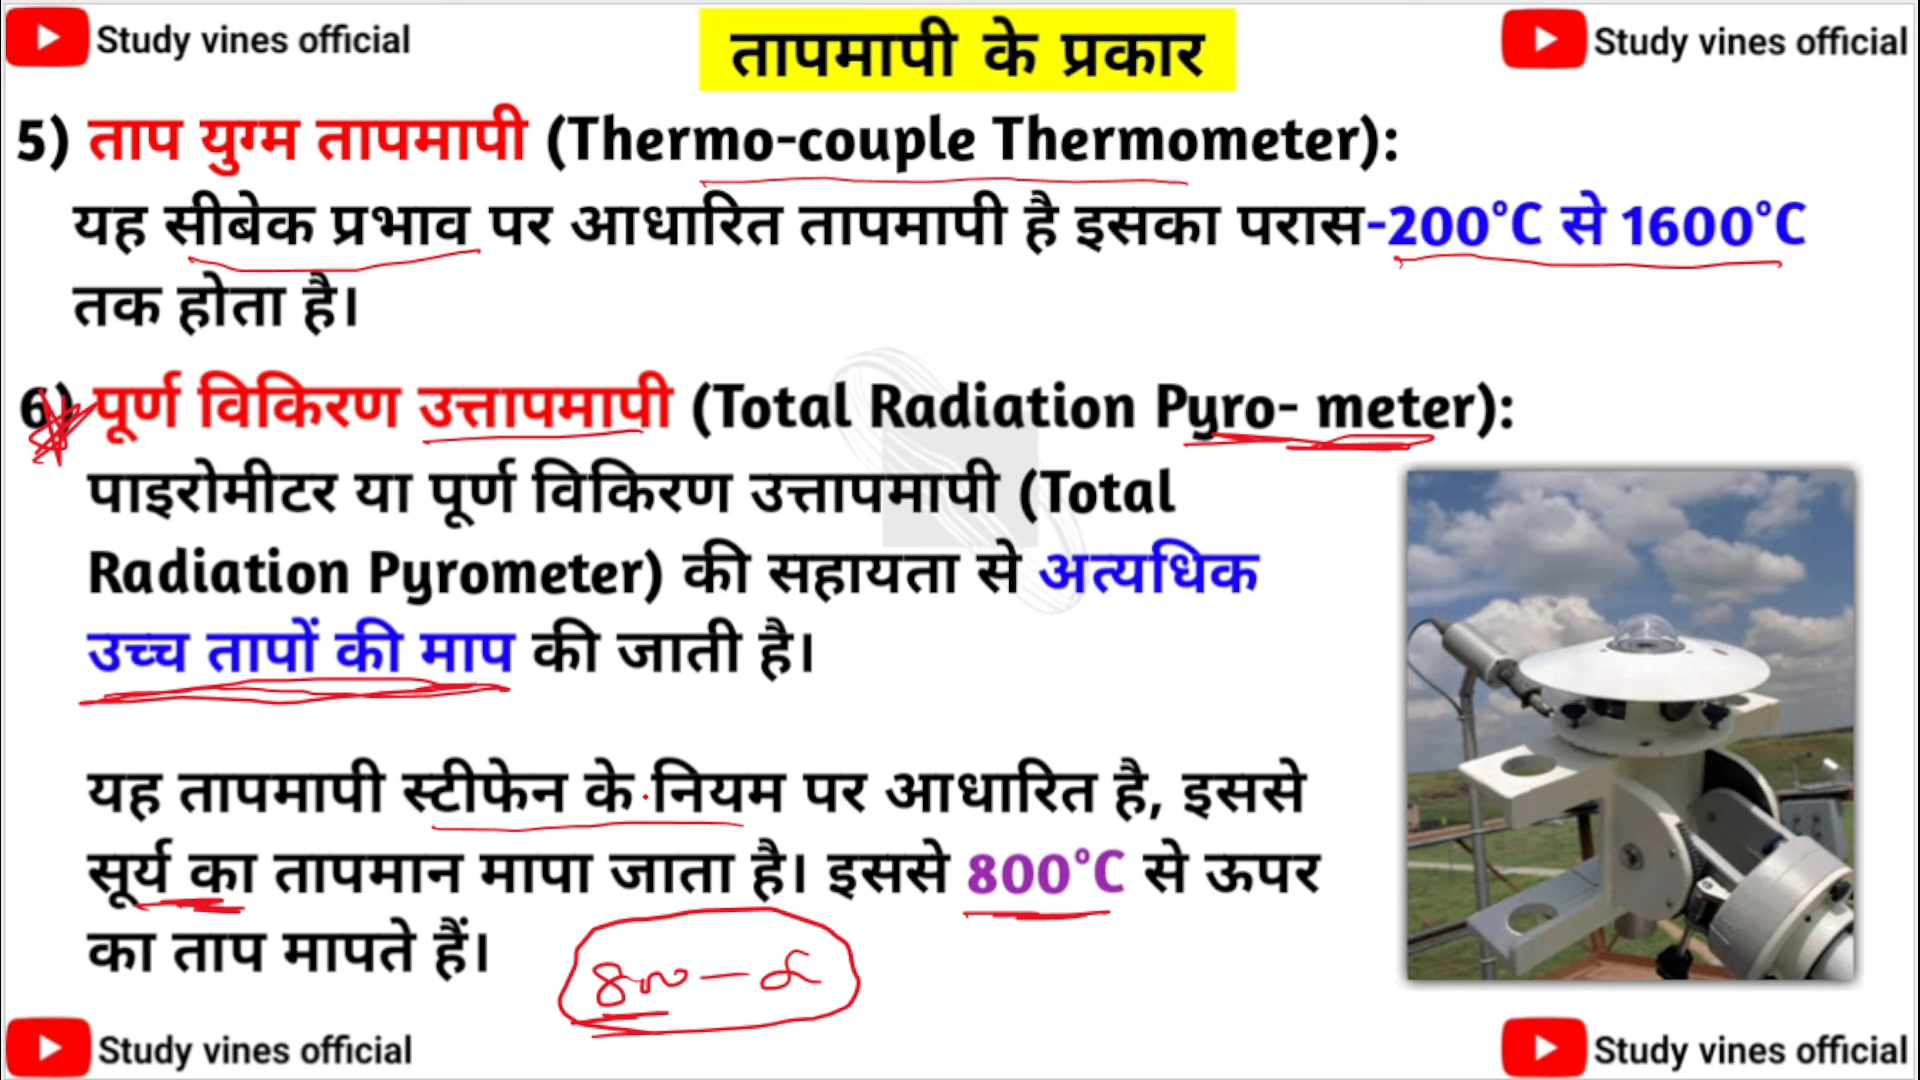 Study vines official
तापमापी के प्रकार
Study vines official
5) ताप युग्म तापमापी (Thermo-couple Thermometer):
यह सीबेक प्रभाव पर आधारित तापमापी है इसका परास-200°C से 1600°C
तक होता है।
6) पूर्ण विकिरण उत्तापमापी (Total Radiation Pyro- meter):
पाइरोमीटर या पूर्ण विकिरण उत्तापमापी (Total
Radiation Pyrometer) की सहायता से अत्यधिक
उच्च तापों की माप की जाती है।
यह तापमापी स्टीफेन के नियम पर आधारित है, इससे
सूर्य का तापमान मापा जाता है। इससे 800°C से ऊपर
का ताप मापते हैं।
Study vines official
Study vines official